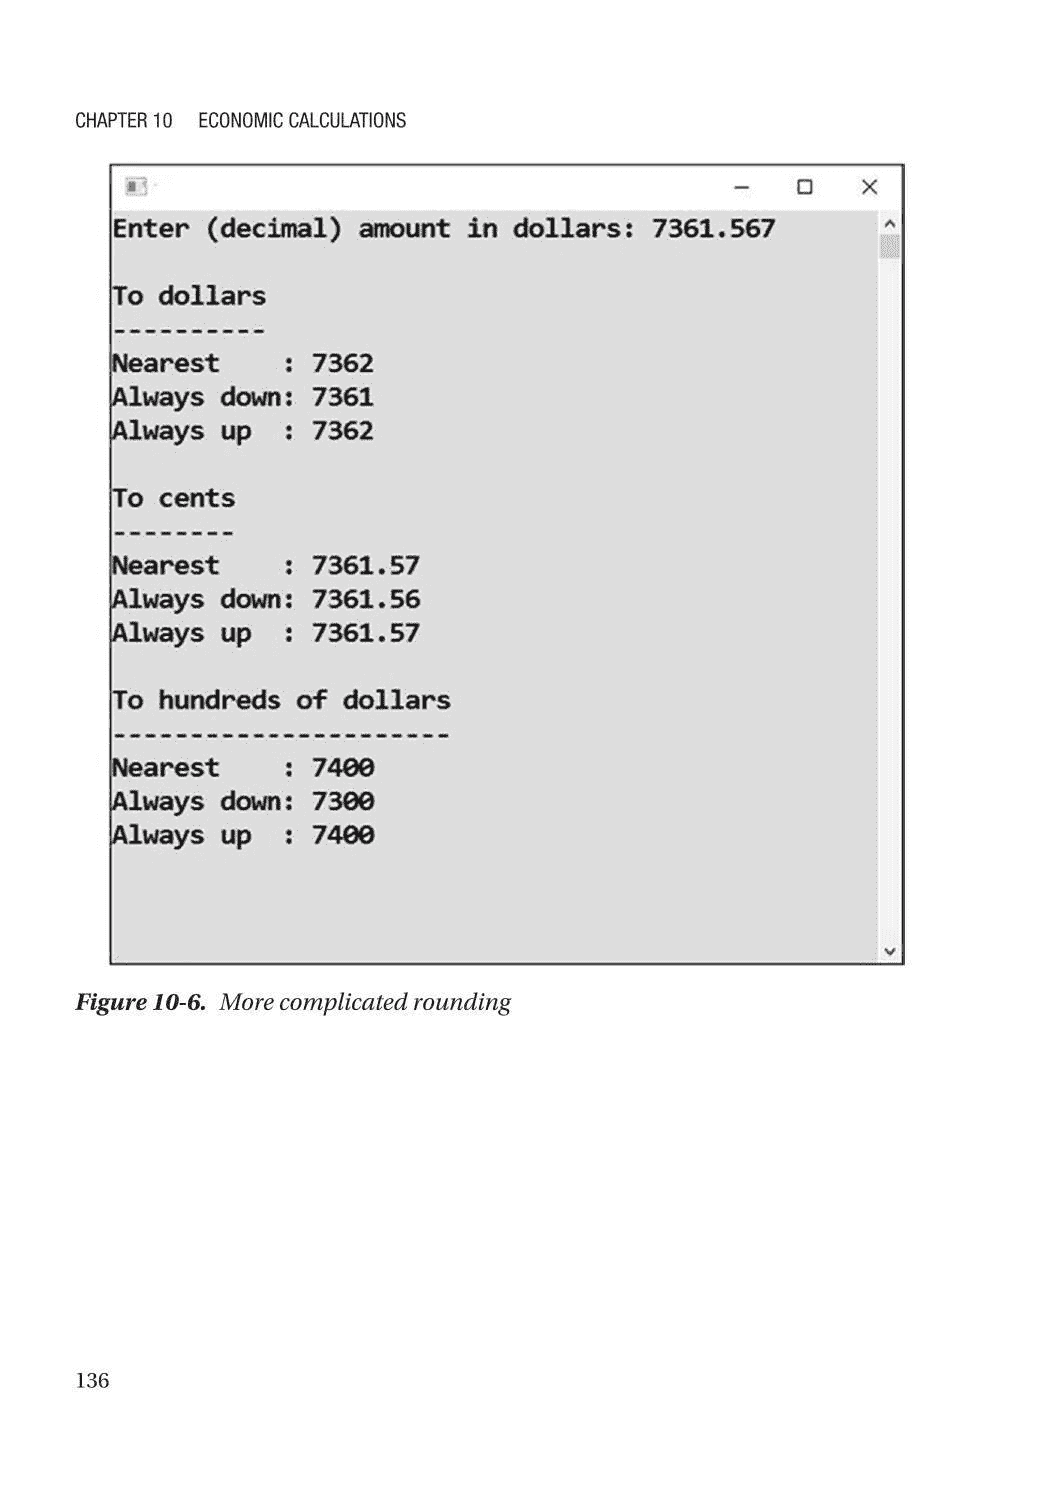 CHAPTER 10 ECONOMIC CALCULATIONS
Enter (decimal) amount in dollars: 7361.567
To dollars
----------
Nearest    : 7362
Always down: 7361
Always up  : 7362
To cents
--------
Nearest    : 7361.57
Always down: 7361.56
Always up  : 7361.57
To hundreds of dollars
----------------------
Nearest    : 7400
Always down: 7300
Always up  : 7400
Figure 10-6. More complicated rounding
136